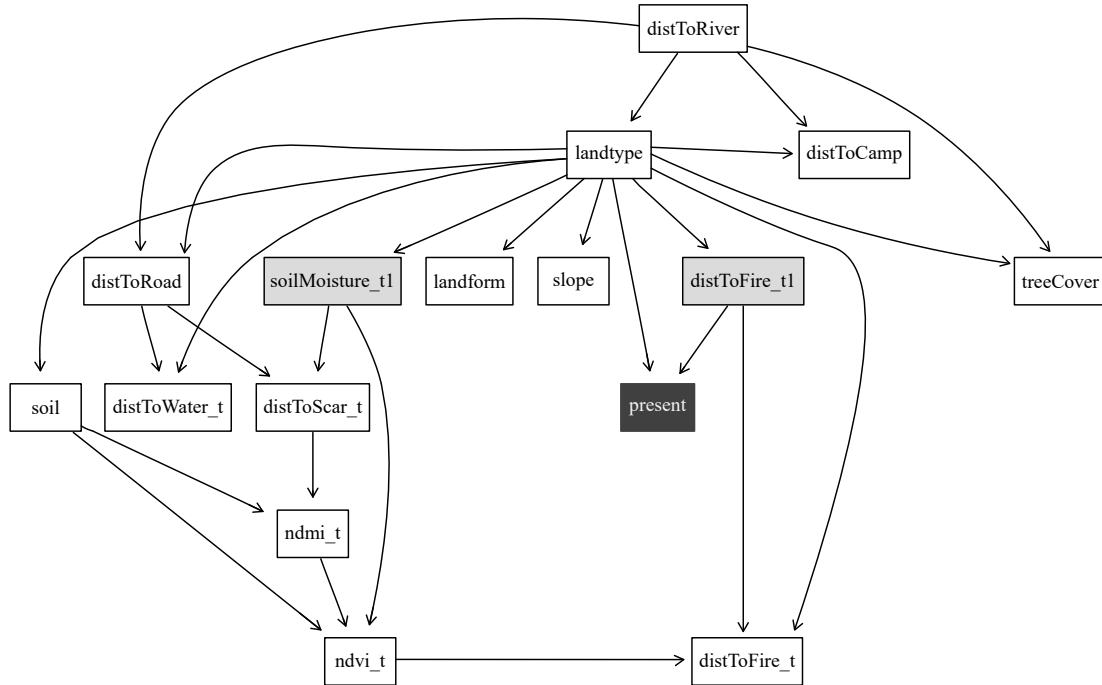 distToRiver
landtype
distToCamp
distToRoad
soilMoisture_t1
landform
slope
distToFire_t1
treeCover
soil
distToWater_t
distToScar_t
present
ndmi_t
ndvi_t
distToFire_t